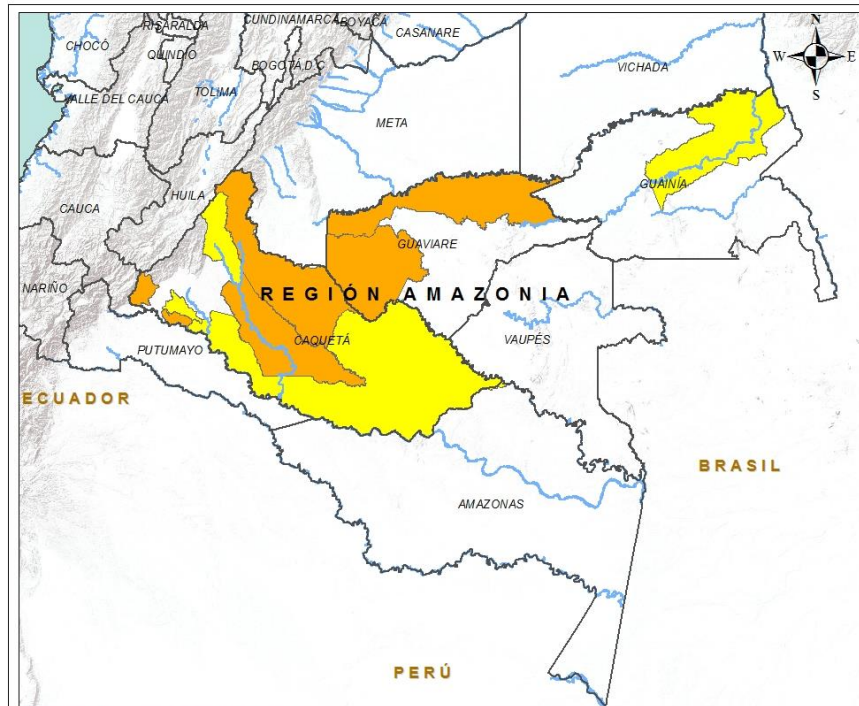 CUNDINAMARCA
BOYACÁ
RISARALDA
CASANARE
CHOCÓ
QUINDIO
BOGOTÁ D.C
N
W E
S
VICHADA
TOLIMA
VALLE DEL CAUCA
META
HUILA
GUAINÍA
CAUCA
GUAVIARE
NARIÑO
REGIÓN AMAZONIA
CAQUETÁ
VAUPÉS
PUTUMAYO
ECUADOR
BRASIL
AMAZONAS
PERÚ